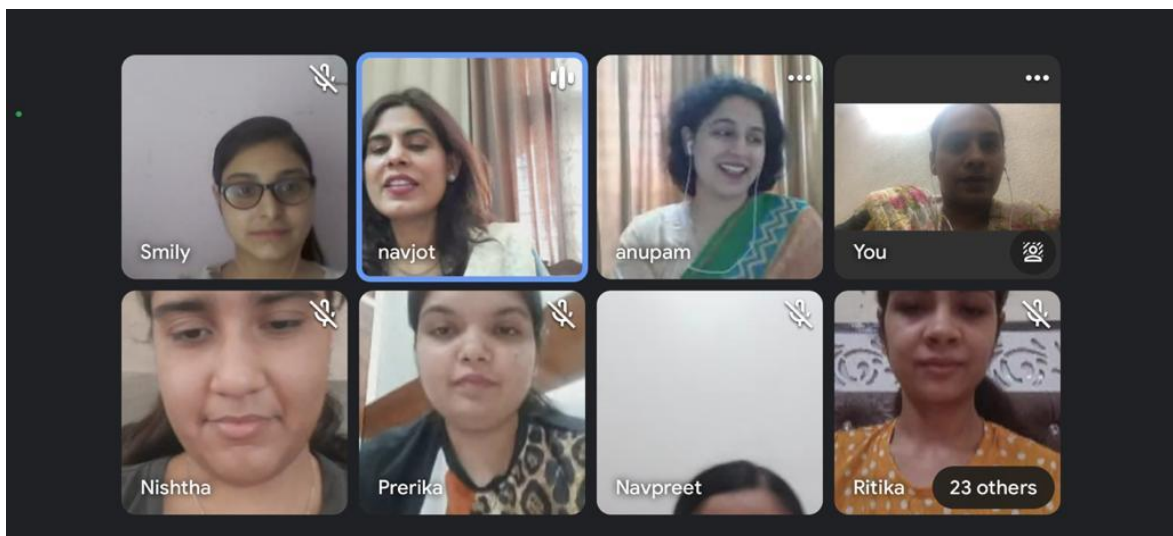 Smily
navjot
anupam
You
Nishtha
Prerika
Navpreet
Ritika
23 others